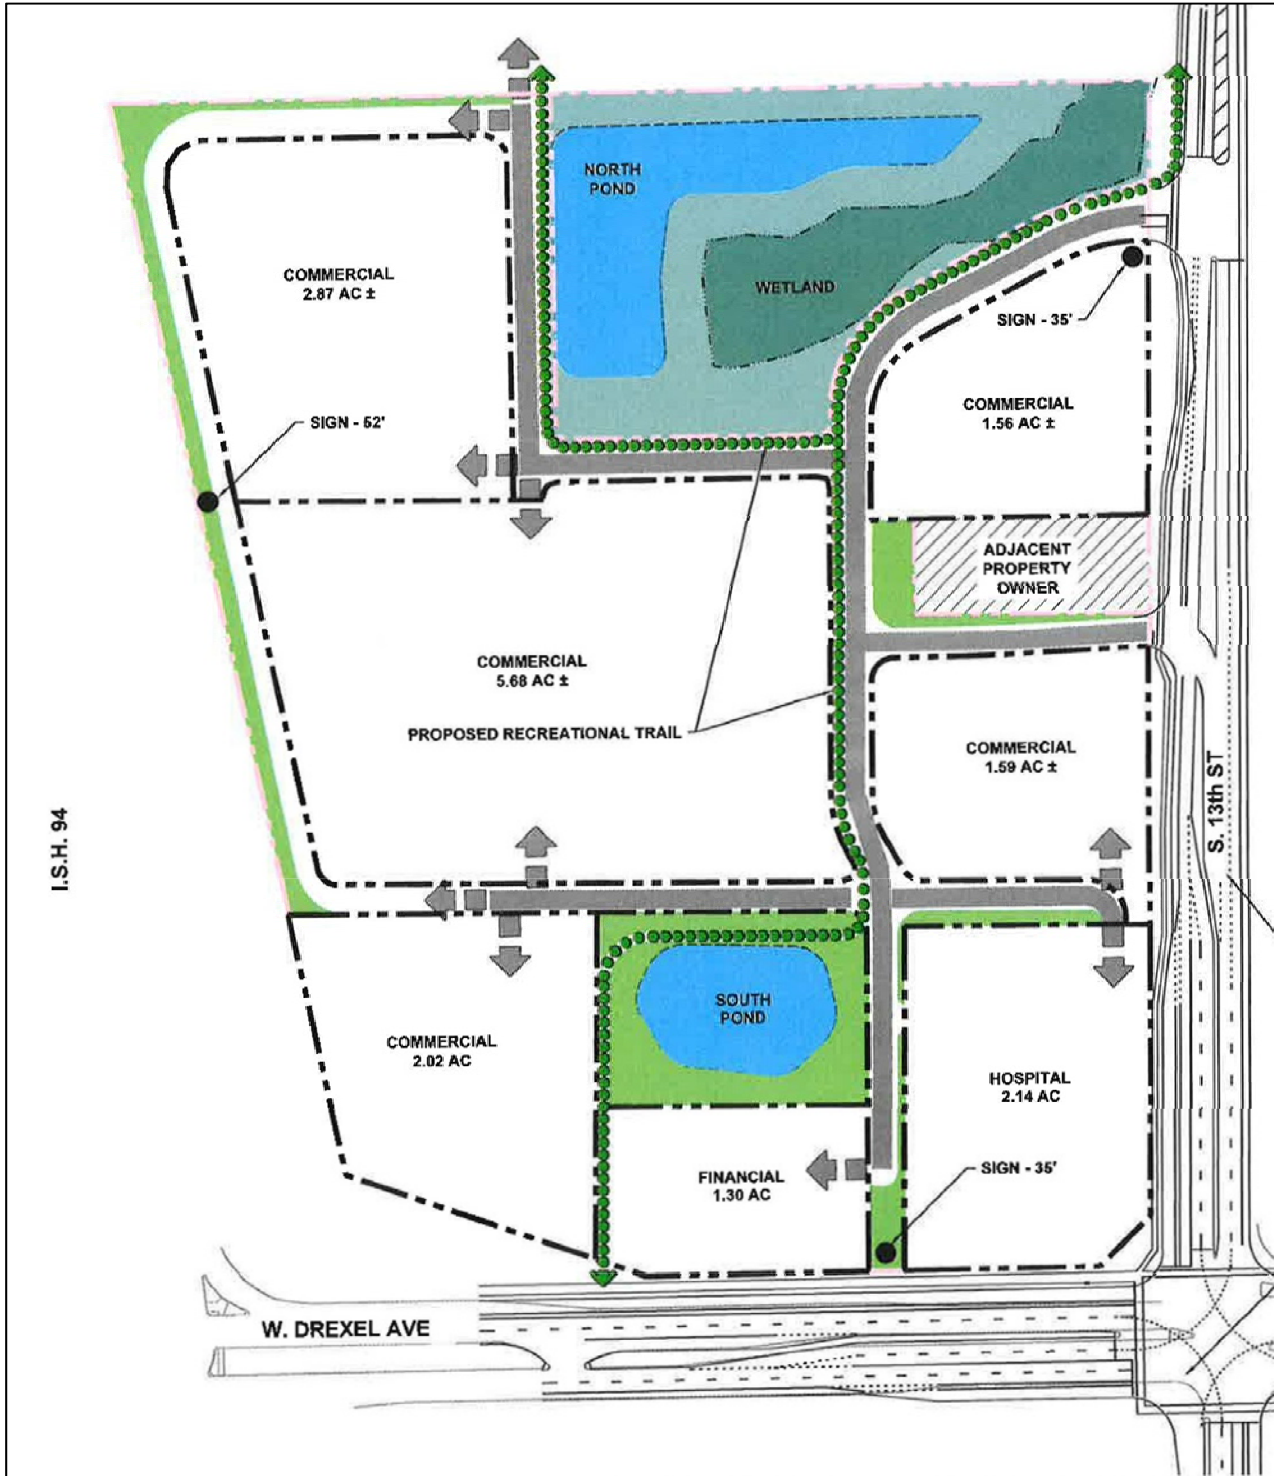 NORTH
POND
COMMERCIAL
2.87 AC ±
WETLAND
SIGN - 35'
COMMERCIAL
1.56 AC ±
SIGN - 52'
ADJACENT
PROPERTY
OWNER
COMMERCIAL
5.68 AC ±
PROPOSED RECREATIONAL TRAIL
COMMERCIAL
1.59 AC ±
S. 13th ST
I.S.H. 94
SOUTH
POND
COMMERCIAL
2.02 AC
HOSPITAL
2.14 AC
FINANCIAL
1.30 AC
SIGN - 35'
W. DREXEL AVE